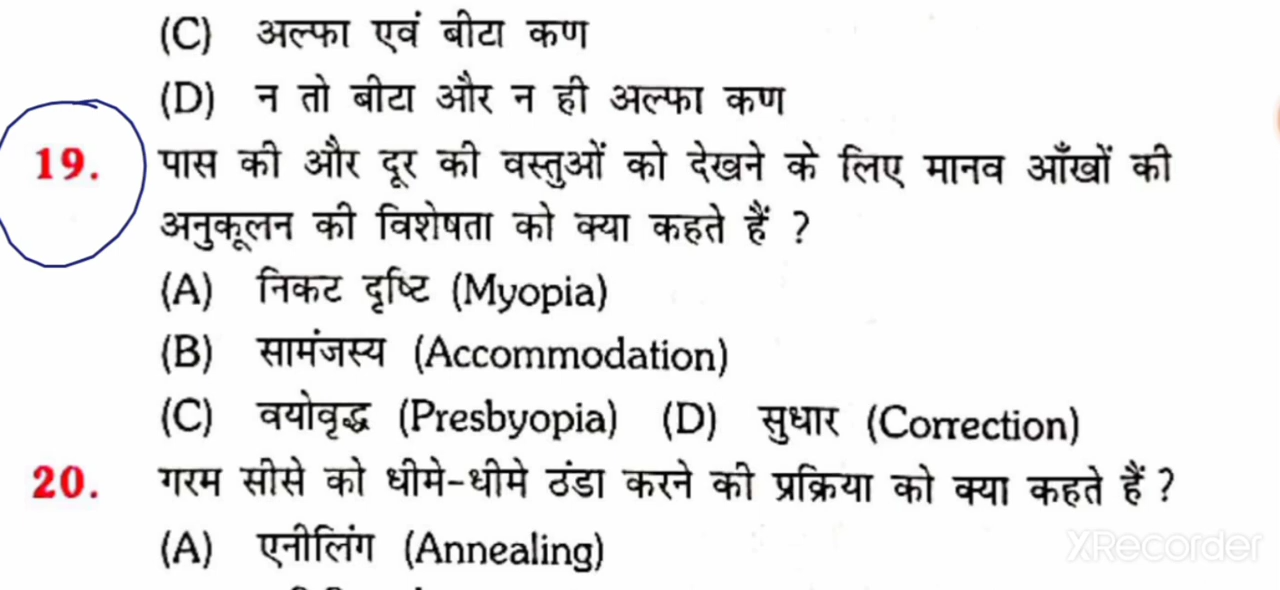 (C) अल्फा एवं बीटा कण
(D) न तो बीटा और न ही अल्फा कण
19. पास की और दूर की वस्तुओं को देखने के लिए मानव आँखों की
अनुकूलन की विशेषता को क्या कहते हैं ?
(A) निकट दृष्टि (Myopia)
(B) सामंजस्य (Accommodation)
(C) वयोवृद्ध (Presbyopia) (D) सुधार (Correction)
20. गरम सीसे को धीमे-धीमे ठंडा करने की प्रक्रिया को क्या कहते हैं ?
(A) एनीलिंग (Annealing)
XRecorder